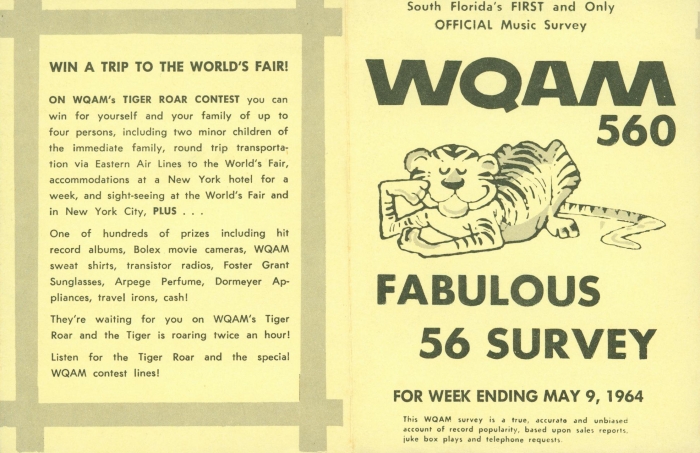 WIN A TRIP TO THE WORLD'S FAIR!
ON WQAM's TIGER ROAR CONTEST you can
win for yourself and your family of up to
four persons, including two minor children of
the immediate family, round trip transporta-
tion via Eastern Air Lines to the World's Fair,
accommodations at a New York hotel for a
week, and sight-seeing at the World's Fair and
in New York City, PLUS . . .
One of hundreds of prizes including hit
record albums, Bolex movie cameras, WQAM
sweat shirts, transistor radios, Foster Grant
Sunglasses, Arpege Perfume, Dormeyer Ap-
pliances, travel irons, cash!
They're waiting for you on WQAM's Tiger
Roar and the Tiger is roaring twice an hour!
Listen for the Tiger Roar and the special
WQAM contest lines!
South Florida's FIRST and Only
OFFICIAL Music Survey
WQAM
560
FABULOUS
56 SURVEY
FOR WEEK ENDING MAY 9, 1964
This WQAM survey is a true, accurate and unbiased
account of record popularity, based upon sales reports,
juke box plays and telephone requests.